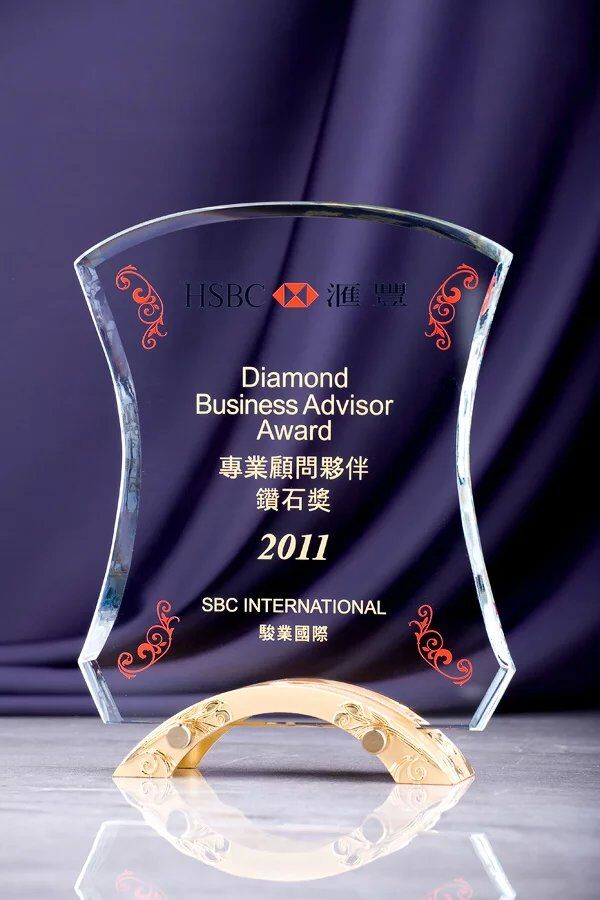 HSBC 滙豐
Diamond
Business Advisor
Award
專業顧問夥伴
鑽石獎
2011
SBC INTERNATIONAL
駿業國際